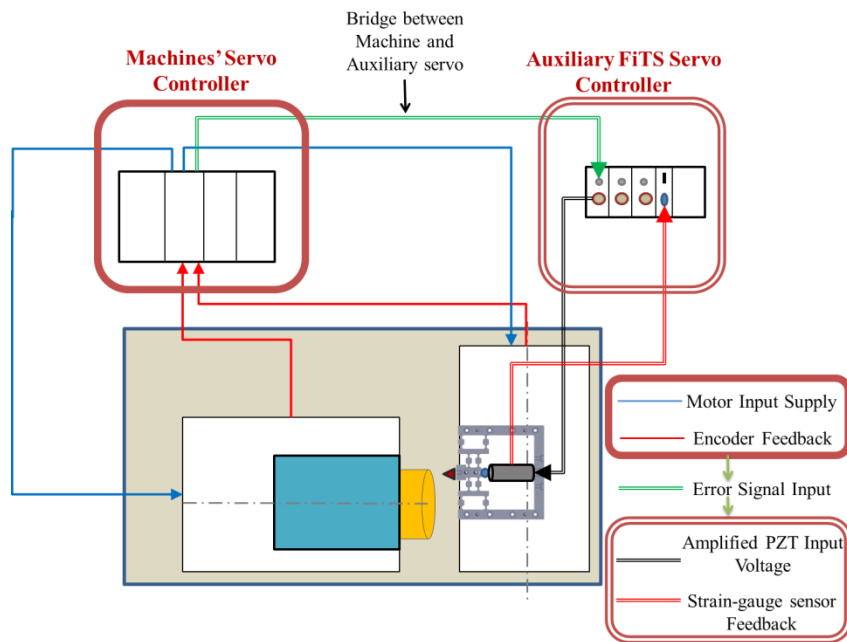 Bridge between
Machine and
Auxiliary servo
Machines' Servo
Controller
Auxiliary FiTS Servo
Controller
Motor Input Supply
Encoder Feedback
Error Signal Input
Amplified PZT Input
Voltage
Strain-gauge sensor
Feedback